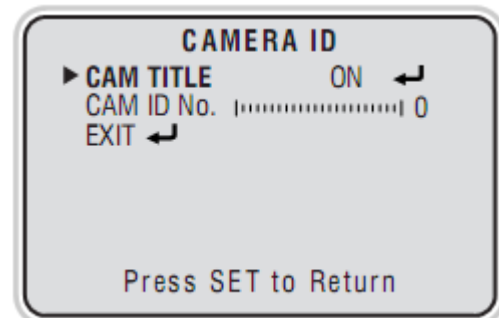 CAMERA ID
CAM TITLE ON
CAM ID No. 0
EXIT
Press SET to Return